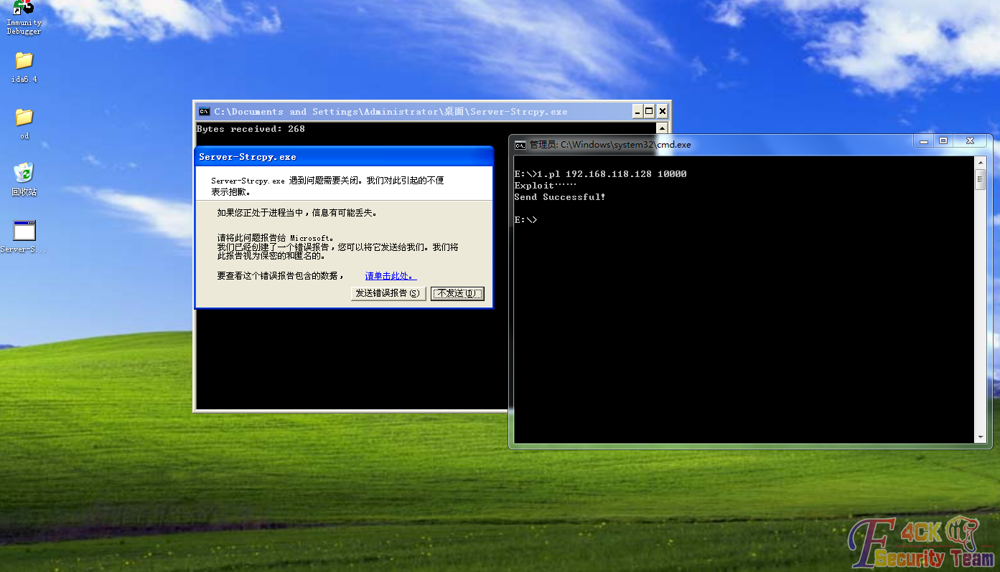 Immunity
Debugger
ida6.4
od
回收站
Server-S...
C:\Documents and Settings\Administrator\桌面\Server-Strcpy.exe
Bytes received: 268
Server-Strcpy.exe
Server-Strcpy.exe 遇到问题需要关闭。我们对此引起的不便
表示抱歉。
如果您正处于进程当中，信息有可能丢失。
请将此问题报告给 Microsoft。
我们已经创建了一个错误报告，您可以将它发送给我们。我们将
此报告视为保密的和匿名的。
要查看这个错误报告包含的数据， 请单击此处。
发送错误报告(S) 不发送(D)
管理员: C:\Windows\system32\cmd.exe
E:\>1.pl 192.168.118.128 10000
Exploit……
Send Successful!
E:\>
F4CK
Security Team